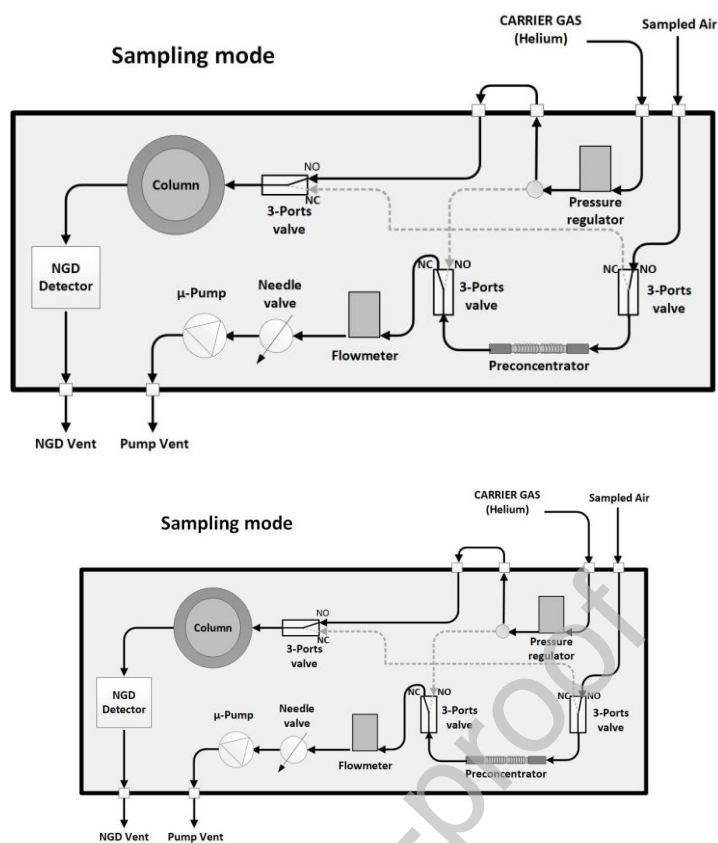 CARRIER GAS
(Helium)
Sampled Air
Sampling mode
NO
Column
NC
3-Ports
valve
Pressure
regulator
NGD
Detector
µ-Pump
Needle
valve
NC
NO
3-Ports
valve
NC
NO
3-Ports
valve
Flowmeter
Preconcentrator
NGD Vent
Pump Vent
CARRIER GAS
(Helium)
Sampled Air
Sampling mode
NO
Column
NC
3-Ports
valve
Pressure
regulator
NGD
Detector
µ-Pump
Needle
valve
NC
NO
3-Ports
valve
NC
NO
3-Ports
valve
Flowmeter
Preconcentrator
NGD Vent
Pump Vent
proof